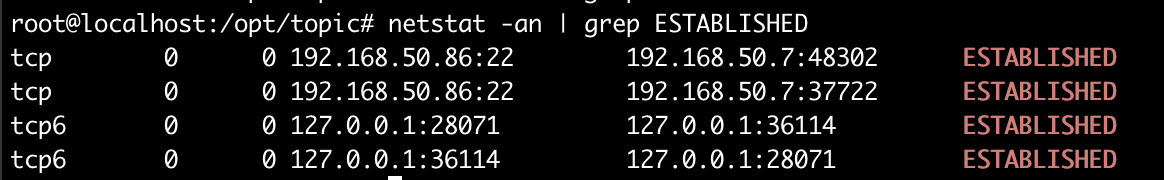 root@localhost:/opt/topic# netstat -an | grep ESTABLISHED
tcp        0      0 192.168.50.86:22        192.168.50.7:48302      ESTABLISHED
tcp        0      0 192.168.50.86:22        192.168.50.7:37722      ESTABLISHED
tcp6       0      0 127.0.0.1:28071         127.0.0.1:36114         ESTABLISHED
tcp6       0      0 127.0.0.1:36114         127.0.0.1:28071         ESTABLISHED